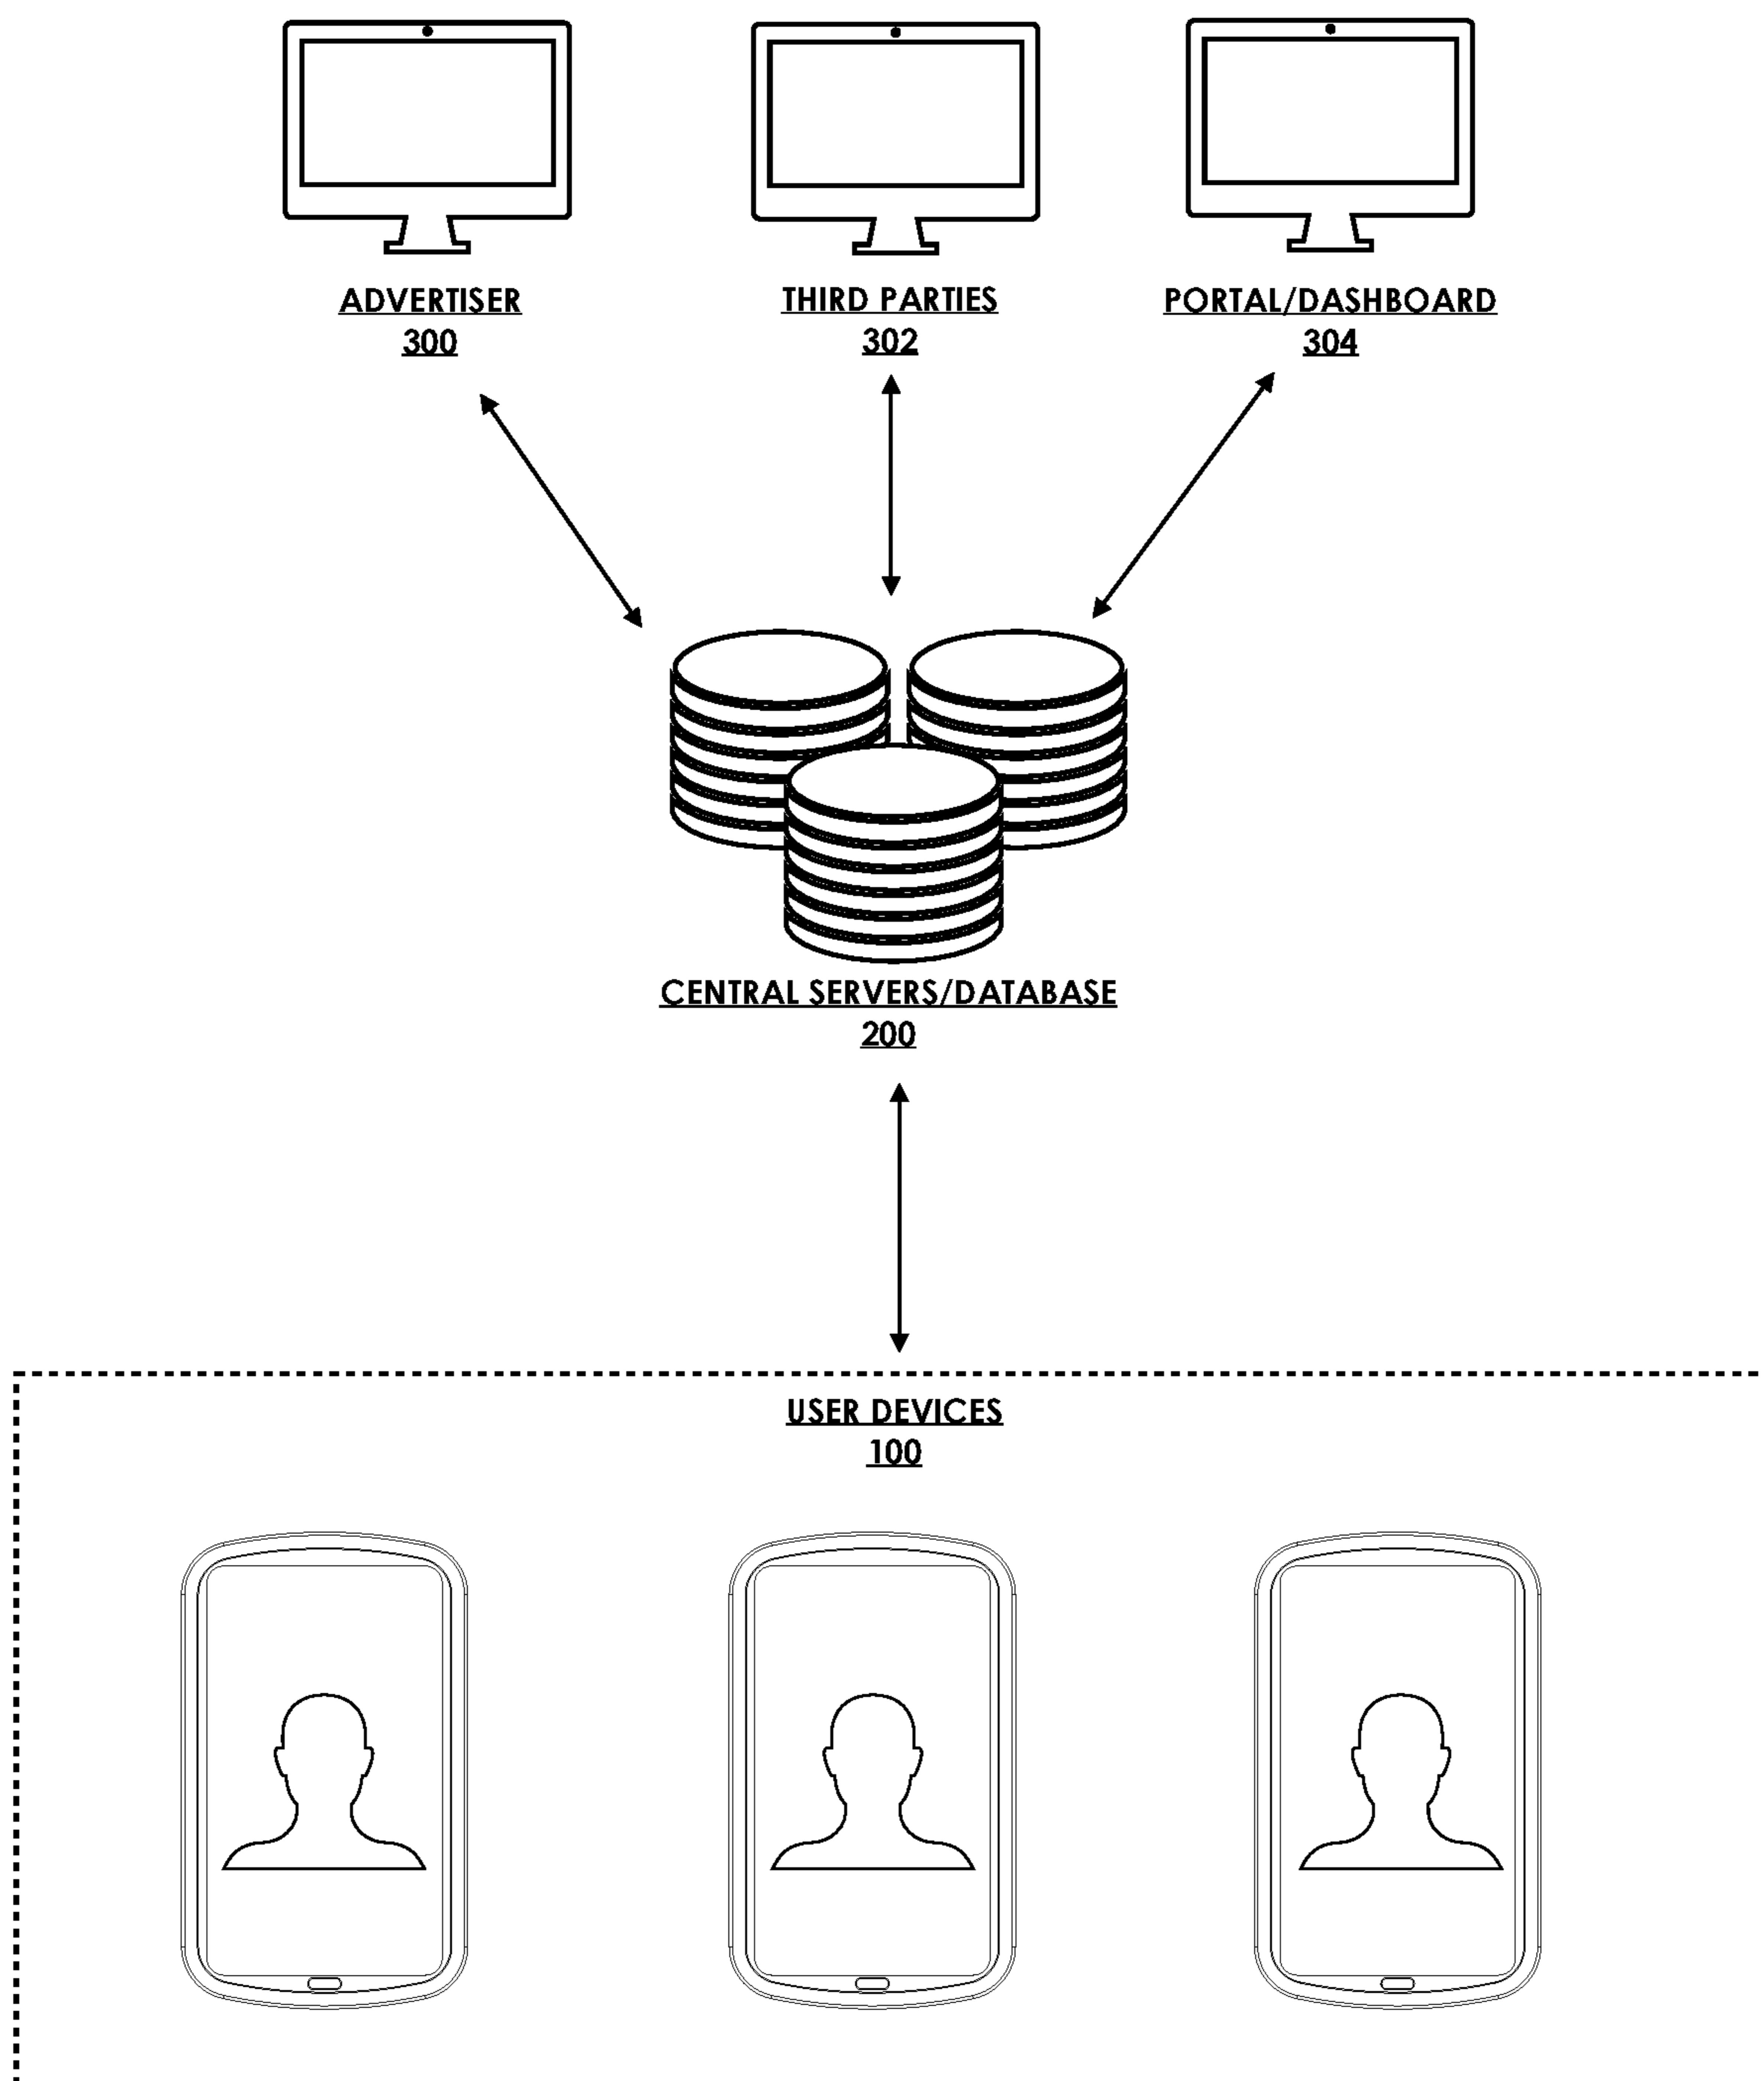 ADVERTISER
300
THIRD PARTIES
302
PORTAL/DASHBOARD
304
CENTRAL SERVERS/DATABASE
200
USER DEVICES
100